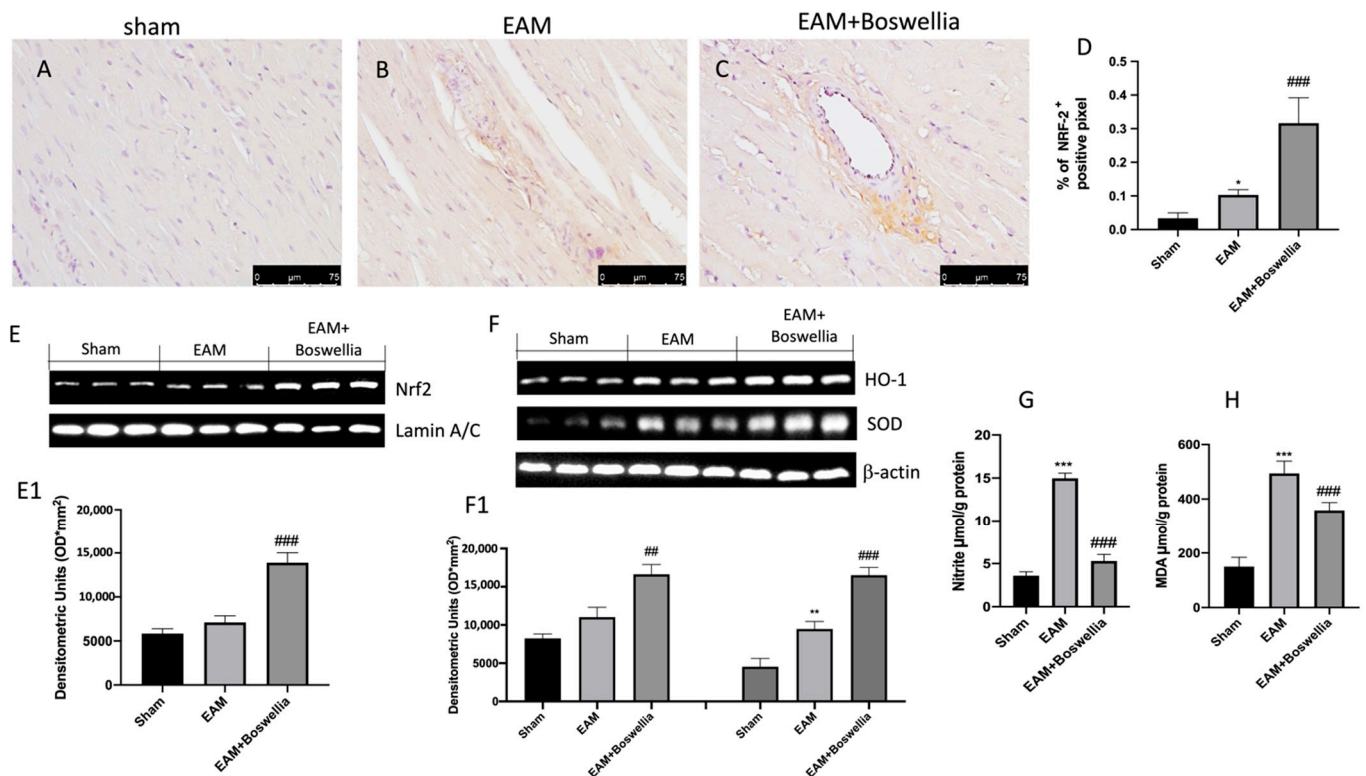 sham
EAM
EAM+Boswellia
A
B
C
0 µm 75
0 µm 75
0 µm 75
D
% of NRF-2+
positive pixel
0.5
0.4
0.3
0.2
0.1
0.0
*
###
Sham
EAM
EAM+Boswellia
E
Sham
EAM
EAM+
Boswellia
Nrf2
Lamin A/C
F
Sham
EAM
EAM+
Boswellia
HO-1
SOD
β-actin
E1
Densitometric Units (OD*mm²)
20,000
15,000
10,000
5000
0
###
Sham
EAM
EAM+Boswellia
F1
Densitometric Units (OD*mm²)
20,000
15,000
10,000
5000
0
##
**
###
Sham
EAM
EAM+Boswellia
Sham
EAM
EAM+Boswellia
G
Nitrite µmol/g protein
20
15
10
5
0
***
###
Sham
EAM
EAM+Boswellia
H
MDA µmol/g protein
600
400
200
0
***
###
Sham
EAM
EAM+Boswellia